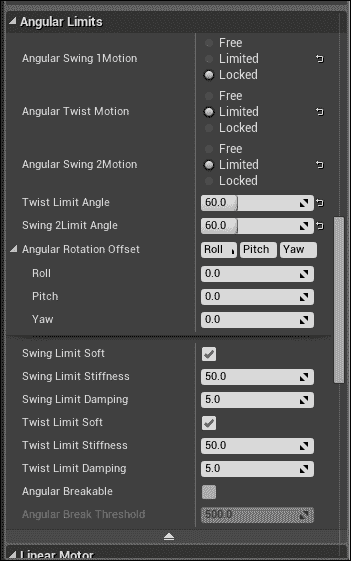 Angular Limits
Free
Angular Swing 1Motion Limited
Locked
Free
Angular Twist Motion Limited
Locked
Free
Angular Swing 2Motion Limited
Locked
Twist Limit Angle 60.0
Swing 2Limit Angle 60.0
Angular Rotation Offset Roll Pitch Yaw
Roll 0.0
Pitch 0.0
Yaw 0.0
Swing Limit Soft
Swing Limit Stiffness 50.0
Swing Limit Damping 5.0
Twist Limit Soft
Twist Limit Stiffness 50.0
Twist Limit Damping 5.0
Angular Breakable
Angular Break Threshold 500.0
Linear Motor